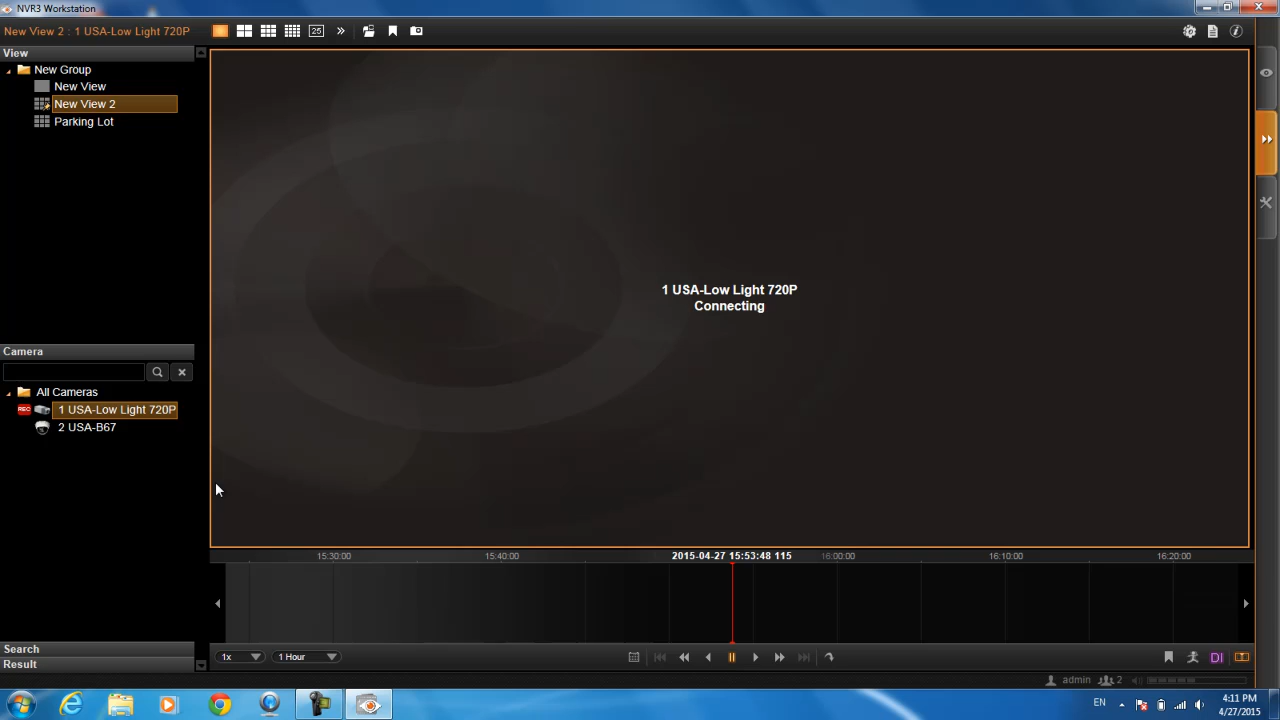 NVR3 Workstation
New View 2 : 1 USA-Low Light 720P
25
View
New Group
New View
New View 2
Parking Lot
1 USA-Low Light 720P
Connecting
Camera
All Cameras
REC 1 USA-Low Light 720P
2 USA-B67
15:30:00 15:40:00 2015-04-27 15:53:48 115 16:00:00 16:10:00 16:20:00
Search
Result
1x 1 Hour
DI
admin 2
EN
4:11 PM
4/27/2015